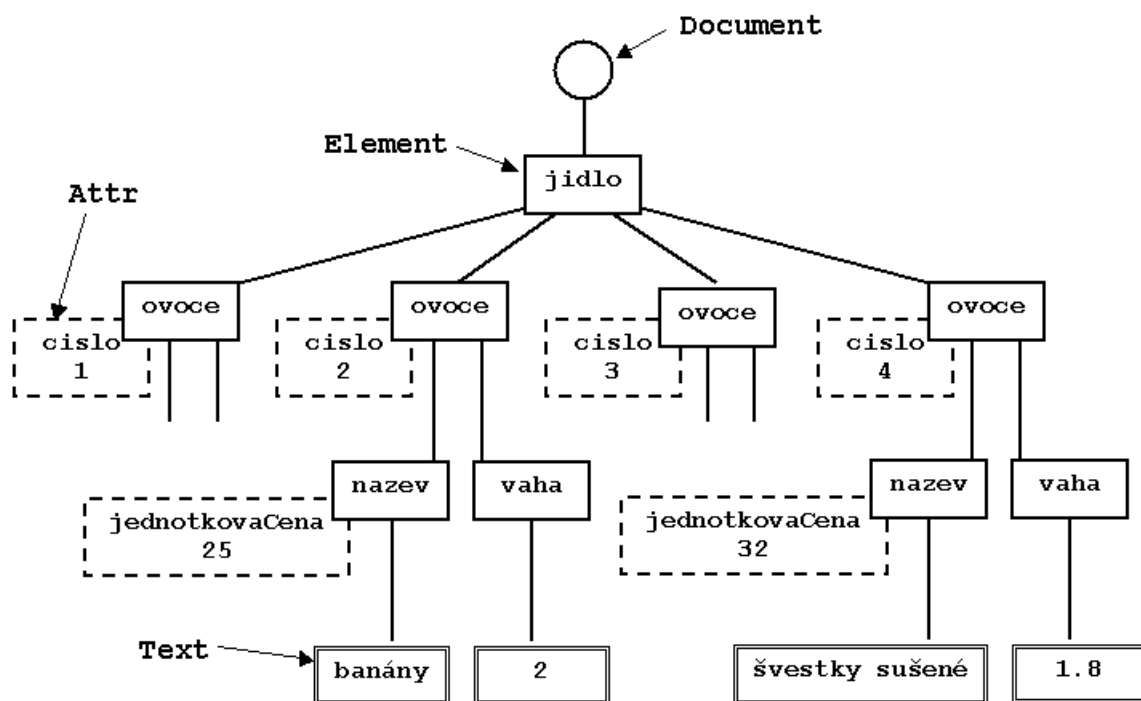 Document
Element
jidlo
Attr
ovoce
ovoce
ovoce
ovoce
cislo
1
cislo
2
cislo
3
cislo
4
nazev
vaha
nazev
vaha
jednotkovaCena
25
jednotkovaCena
32
Text
banány
2
švestky sušené
1.8